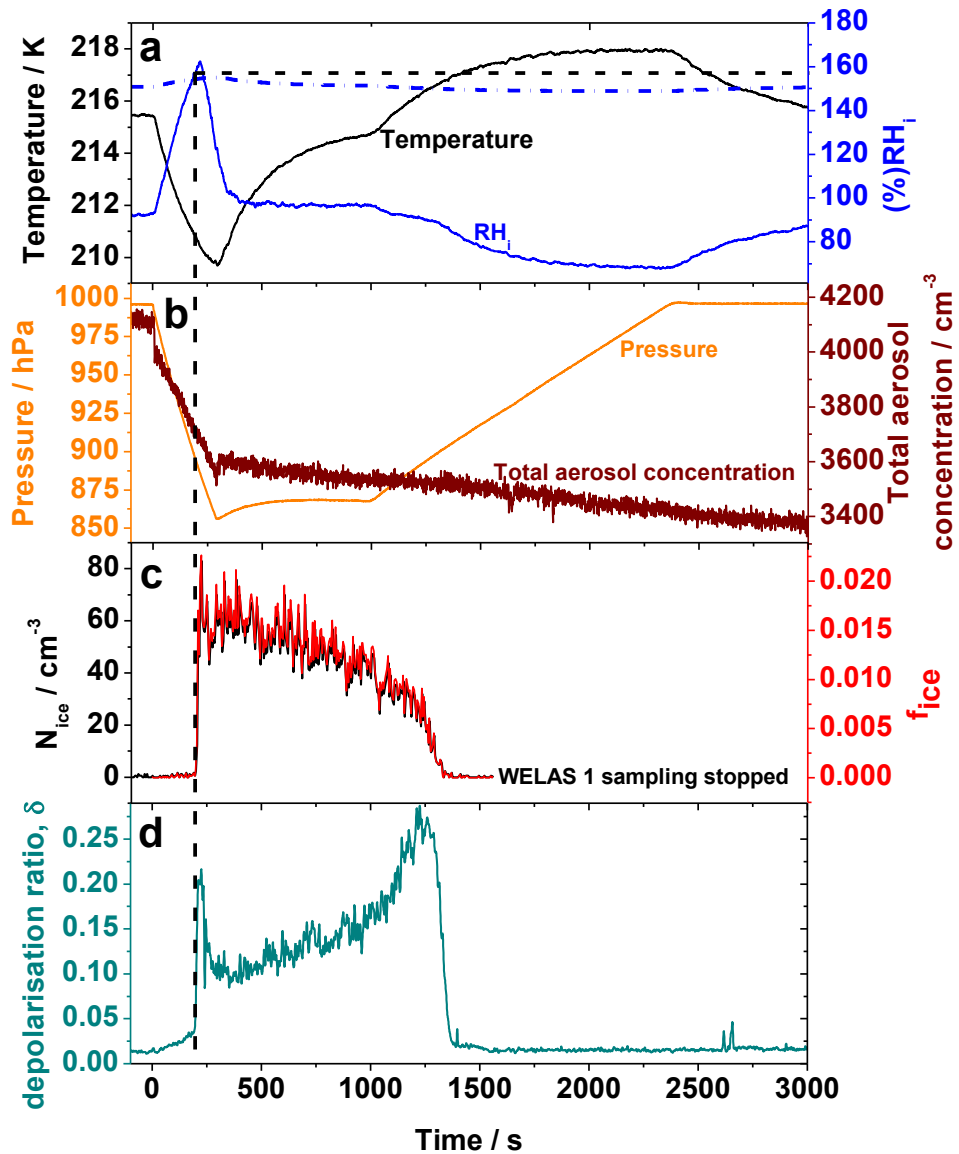 a
218
216
214
212
210
Temperature / K
180
160
140
120
100
80
(%)RHi
Temperature
RHi
b
1000
975
950
925
900
875
850
Pressure / hPa
4200
4000
3800
3600
3400
Total aerosol
concentration / cm-3
Pressure
Total aerosol concentration
c
80
60
40
20
0
Nice / cm-3
0.020
0.015
0.010
0.005
0.000
fice
WELAS 1 sampling stopped
d
0.25
0.20
0.15
0.10
0.05
0.00
depolarisation ratio, δ
0 500 1000 1500 2000 2500 3000
Time / s